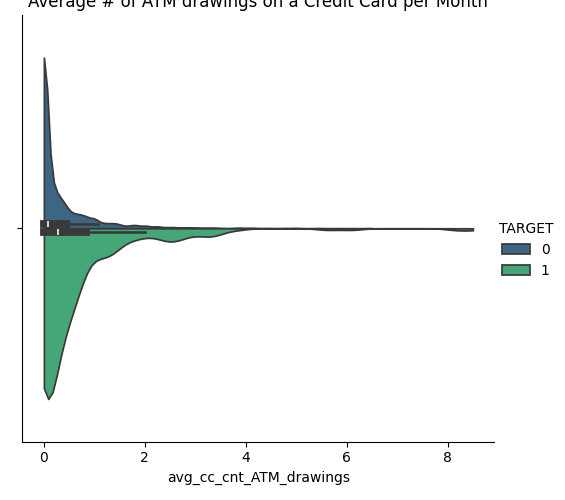 Average # of ATM drawings on a Credit Card per Month
TARGET
0
1
0
2
4
6
8
avg_cc_cnt_ATM_drawings